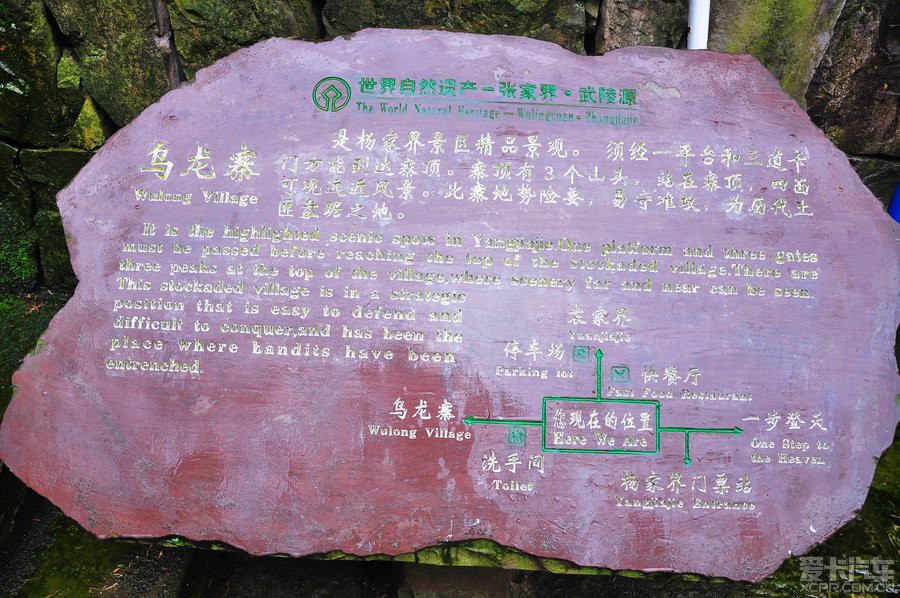 世界自然遗产－张家界·武陵源
The World Natural Heritage—Wulingyuan·Zhangjiajie
乌龙寨
Wulong Village
是杨家界景区精品景观。须经一平台和三道卡
门方能到达寨顶。寨顶有3个山头，站在寨顶，四面
可观远近风景。此寨地势险要，易守难攻，为历代土
匪盘踞之地。
It is the highlighted scenic spots in Yangjiajie.One platform and three gates
must be passed before reaching the top of the stockaded village.There are
three peaks at the top of the village,where scenery far and near can be seen.
This stockaded village is in a strategic
position that is easy to defend and
difficult to conquer,and has been the
place where bandits have been
entrenched.
袁家界
Yuanjiajie
停车场
Parking lot
快餐厅
Fast Food Restaurant
乌龙寨
Wulong Village
您现在的位置
Here We Are
一步登天
One Step to
the Heaven
洗手间
Toilet
杨家界门票站
Yangjiajie Entrance
爱卡汽车
XCAR.COM.CN